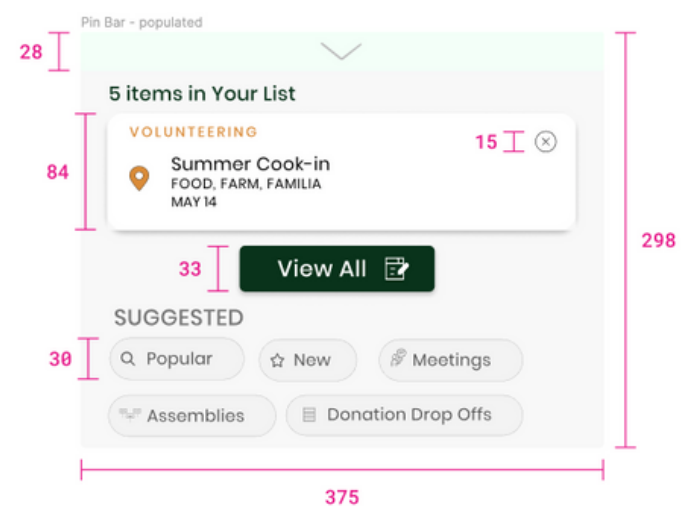 Pin Bar - populated
28
5 items in Your List
VOLUNTEERING
15
84
Summer Cook-in
FOOD, FARM, FAMILIA
MAY 14
298
33
View All
SUGGESTED
30
Popular
New
Meetings
Assemblies
Donation Drop Offs
375